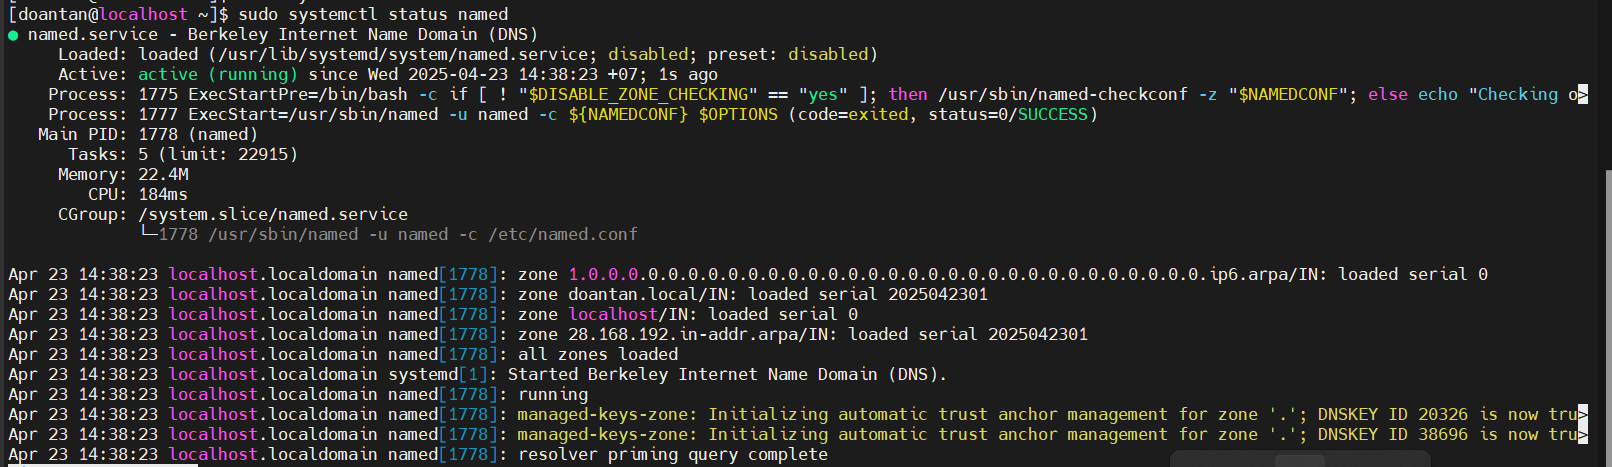 [doantan@localhost ~]$ sudo systemctl status named
● named.service - Berkeley Internet Name Domain (DNS)
     Loaded: loaded (/usr/lib/systemd/system/named.service; disabled; preset: disabled)
     Active: active (running) since Wed 2025-04-23 14:38:23 +07; 1s ago
    Process: 1775 ExecStartPre=/bin/bash -c if [ ! "$DISABLE_ZONE_CHECKING" == "yes" ]; then /usr/sbin/named-checkconf -z "$NAMEDCONF"; else echo "Checking o>
    Process: 1777 ExecStart=/usr/sbin/named -u named -c ${NAMEDCONF} $OPTIONS (code=exited, status=0/SUCCESS)
   Main PID: 1778 (named)
      Tasks: 5 (limit: 22915)
     Memory: 22.4M
        CPU: 184ms
     CGroup: /system.slice/named.service
             └─1778 /usr/sbin/named -u named -c /etc/named.conf

Apr 23 14:38:23 localhost.localdomain named[1778]: zone 1.0.0.0.0.0.0.0.0.0.0.0.0.0.0.0.0.0.0.0.0.0.0.0.0.0.0.0.0.0.0.0.ip6.arpa/IN: loaded serial 0
Apr 23 14:38:23 localhost.localdomain named[1778]: zone doantan.local/IN: loaded serial 2025042301
Apr 23 14:38:23 localhost.localdomain named[1778]: zone localhost/IN: loaded serial 0
Apr 23 14:38:23 localhost.localdomain named[1778]: zone 28.168.192.in-addr.arpa/IN: loaded serial 2025042301
Apr 23 14:38:23 localhost.localdomain named[1778]: all zones loaded
Apr 23 14:38:23 localhost.localdomain systemd[1]: Started Berkeley Internet Name Domain (DNS).
Apr 23 14:38:23 localhost.localdomain named[1778]: running
Apr 23 14:38:23 localhost.localdomain named[1778]: managed-keys-zone: Initializing automatic trust anchor management for zone '.'; DNSKEY ID 20326 is now tru>
Apr 23 14:38:23 localhost.localdomain named[1778]: managed-keys-zone: Initializing automatic trust anchor management for zone '.'; DNSKEY ID 38696 is now tru>
Apr 23 14:38:23 localhost.localdomain named[1778]: resolver priming query complete